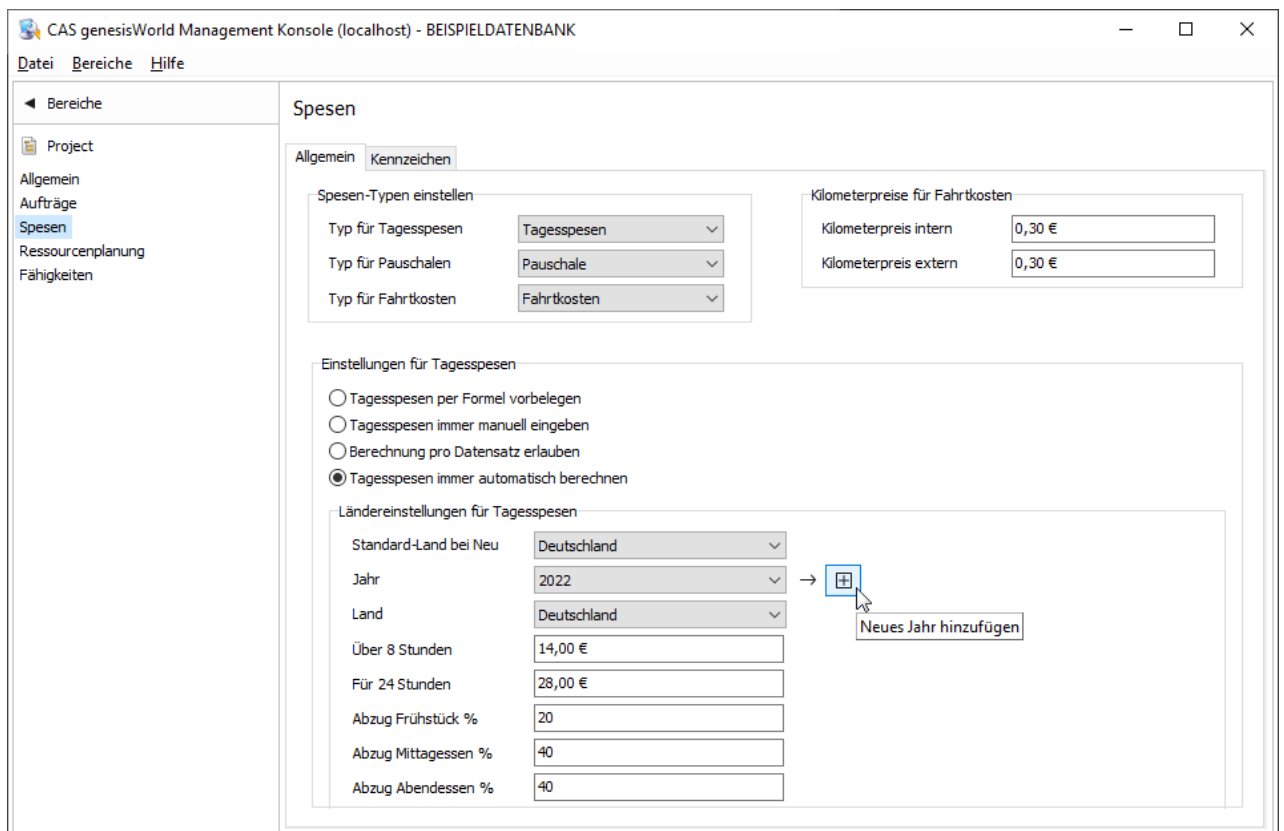 CAS genesisWorld Management Konsole (localhost) - BEISPIELDATENBANK
Datei Bereiche Hilfe
◄ Bereiche
Project
Allgemein
Aufträge
Spesen
Ressourcenplanung
Fähigkeiten
Spesen
Allgemein Kennzeichen
Spesen-Typen einstellen
Typ für Tagesspesen Tagesspesen
Typ für Pauschalen Pauschale
Typ für Fahrtkosten Fahrtkosten
Kilometerpreise für Fahrtkosten
Kilometerpreis intern 0,30 €
Kilometerpreis extern 0,30 €
Einstellungen für Tagesspesen
Tagesspesen per Formel vorbelegen
Tagesspesen immer manuell eingeben
Berechnung pro Datensatz erlauben
Tagesspesen immer automatisch berechnen
Ländereinstellungen für Tagesspesen
Standard-Land bei Neu Deutschland
Jahr 2022 →
Neues Jahr hinzufügen
Land Deutschland
Über 8 Stunden 14,00 €
Für 24 Stunden 28,00 €
Abzug Frühstück % 20
Abzug Mittagessen % 40
Abzug Abendessen % 40